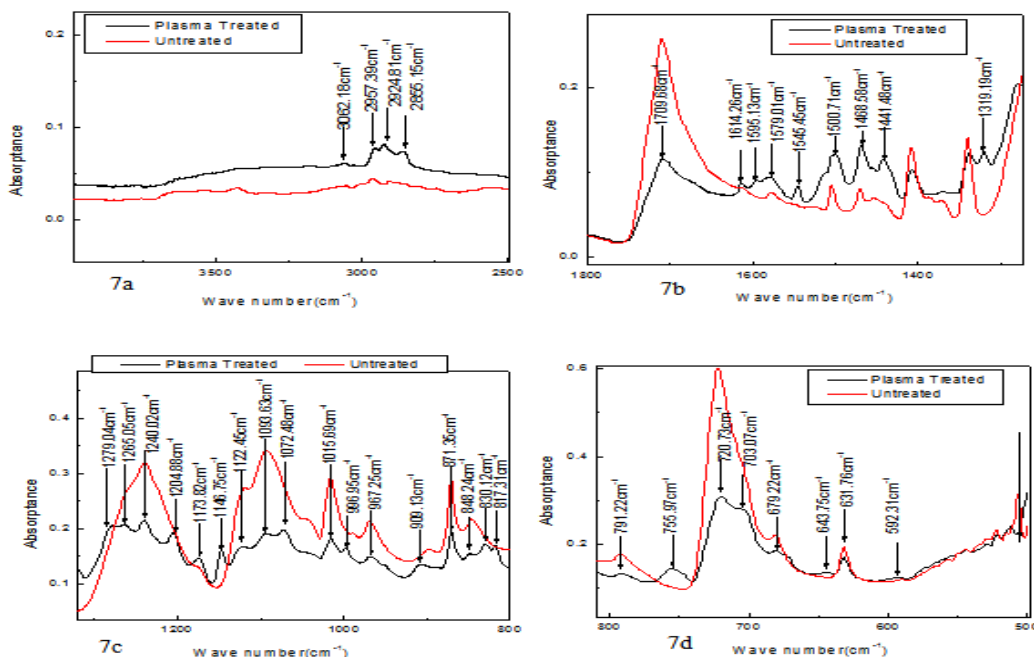 Plasma Treated
Untreated
0.2
0.1
0.0
Absorptance
3062.18cm-1
2957.39cm-1
2924.81cm-1
2855.15cm-1
3500
3000
2500
Wave number(cm-1)
7a
Plasma Treated
Untreated
0.2
0.0
Absorptance
1709.68cm-1
1614.26cm-1
1595.13cm-1
1579.01cm-1
1545.45cm-1
1500.71cm-1
1468.58cm-1
1441.48cm-1
1319.19cm-1
1800
1600
1400
Wave number(cm-1)
7b
Plasma Treated
Untreated
0.4
0.3
0.2
0.1
Absorptance
1279.04cm-1
1265.05cm-1
1240.02cm-1
1204.88cm-1
1173.82cm-1
1146.75cm-1
1122.45cm-1
1093.63cm-1
1072.48cm-1
1015.69cm-1
996.95cm-1
967.25cm-1
909.13cm-1
871.35cm-1
848.24cm-1
830.12cm-1
817.31cm-1
1200
1000
800
Wave number(cm-1)
7c
Plasma Treated
Untreated
0.6
0.4
0.2
Absorptance
791.22cm-1
755.97cm-1
720.73cm-1
703.07cm-1
679.22cm-1
643.75cm-1
631.76cm-1
592.31cm-1
800
700
600
500
Wave number(cm-1)
7d